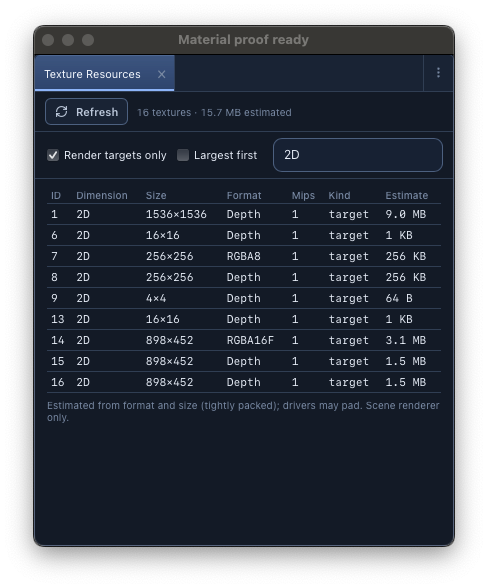 Material proof ready
Texture Resources
Refresh 16 textures · 15.7 MB estimated
Render targets only Largest first 2D
ID Dimension Size Format Mips Kind Estimate
1 2D 1536×1536 Depth 1 target 9.0 MB
6 2D 16×16 Depth 1 target 1 KB
7 2D 256×256 RGBA8 1 target 256 KB
8 2D 256×256 Depth 1 target 256 KB
9 2D 4×4 Depth 1 target 64 B
13 2D 16×16 Depth 1 target 1 KB
14 2D 898×452 RGBA16F 1 target 3.1 MB
15 2D 898×452 Depth 1 target 1.5 MB
16 2D 898×452 Depth 1 target 1.5 MB
Estimated from format and size (tightly packed); drivers may pad. Scene renderer
only.